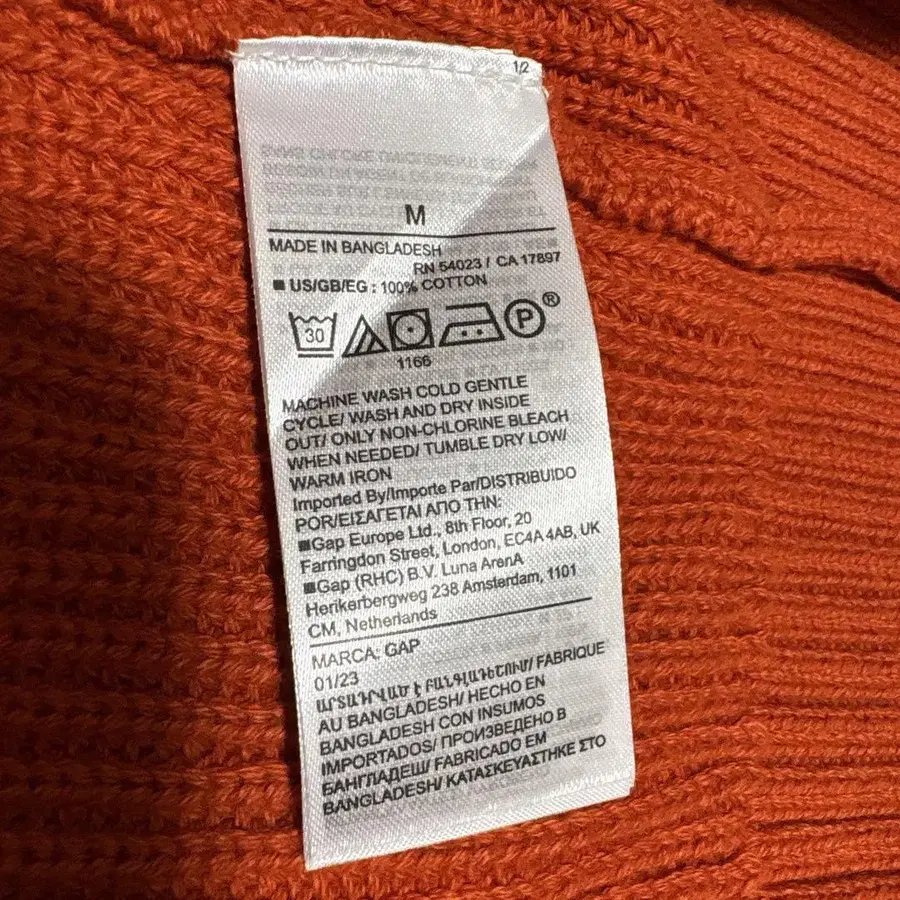 1/2
M
MADE IN BANGLADESH
RN 54023 / CA 17897
■ US/GB/EG : 100% COTTON
30 P ®
1166
MACHINE WASH COLD GENTLE
CYCLE/ WASH AND DRY INSIDE
OUT/ ONLY NON-CHLORINE BLEACH
WHEN NEEDED/ TUMBLE DRY LOW/
WARM IRON
Imported By/Importe Par/DISTRIBUIDO
POR/ΕΙΣΑΓΕΤΑΙ ΑΠΟ ΤΗΝ:
■Gap Europe Ltd., 8th Floor, 20
Farringdon Street, London, EC4A 4AB, UK
■Gap (RHC) B.V. Luna ArenA
Herikerbergweg 238 Amsterdam, 1101
CM, Netherlands
MARCA: GAP
01/23
ԱՐՏԱԴՐՎԱԾ Է ԲԱՆԳԼԱԴԵՇՈՒՄ/ FABRIQUE
AU BANGLADESH/ HECHO EN
BANGLADESH CON INSUMOS
IMPORTADOS/ ПРОИЗВЕДЕНО В
БАНГЛАДЕШ/ FABRICADO EM
BANGLADESH/ ΚΑΤΑΣΚΕΥΑΣΤΗΚΕ ΣΤΟ